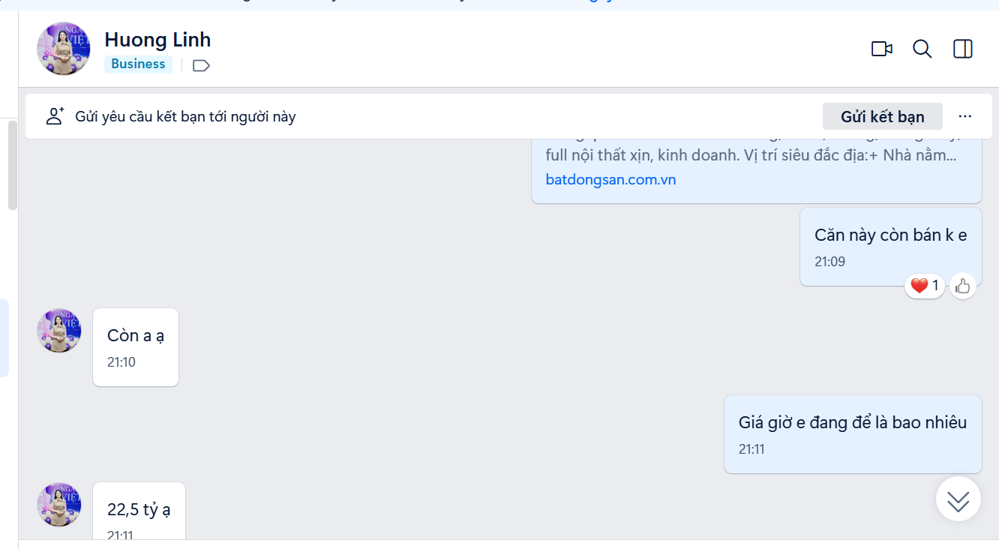 Huong Linh
Business
Gửi yêu cầu kết bạn tới người này
Gửi kết bạn
full nội thất xịn, kinh doanh. Vị trí siêu đắc địa:+ Nhà nằm...
batdongsan.com.vn
Căn này còn bán k e
21:09
1
Còn a ạ
21:10
Giá giờ e đang để là bao nhiêu
21:11
22,5 tỷ ạ
21:11